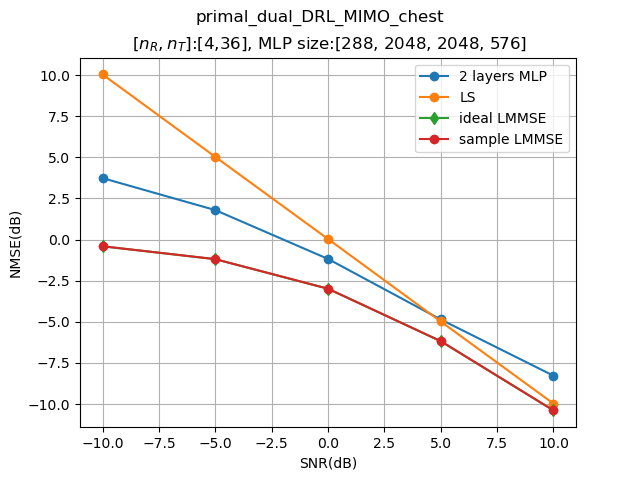 primal_dual_DRL_MIMO_chest
[n_R, n_T]:[4,36], MLP size:[288, 2048, 2048, 576]
2 layers MLP
LS
ideal LMMSE
sample LMMSE
NMSE(dB)
10.0
7.5
5.0
2.5
0.0
−2.5
−5.0
−7.5
−10.0
−10.0 −7.5 −5.0 −2.5 0.0 2.5 5.0 7.5 10.0
SNR(dB)